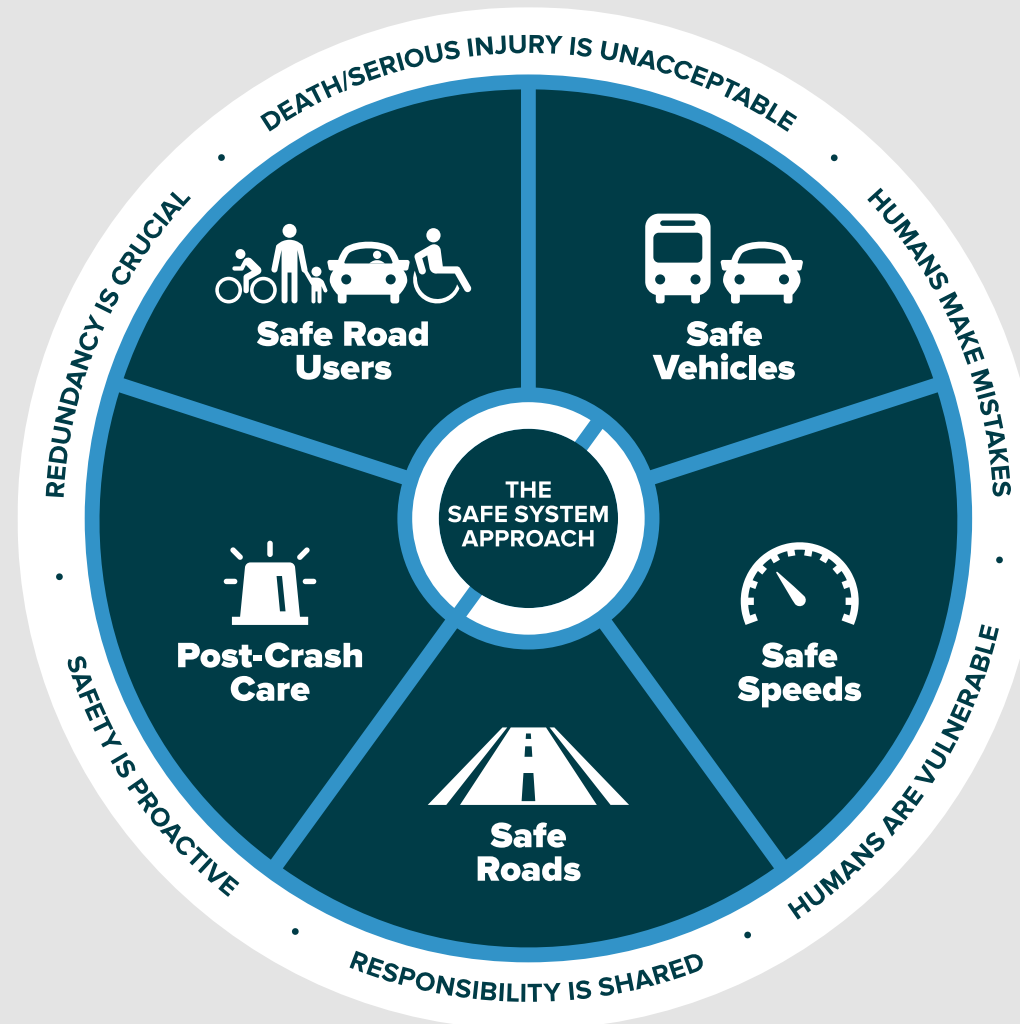 DEATH/SERIOUS INJURY IS UNACCEPTABLE
HUMANS MAKE MISTAKES
HUMANS ARE VULNERABLE
RESPONSIBILITY IS SHARED
SAFETY IS PROACTIVE
REDUNDANCY IS CRUCIAL
Safe Road
Users
Safe
Vehicles
THE
SAFE SYSTEM
APPROACH
Post-Crash
Care
Safe
Speeds
Safe
Roads